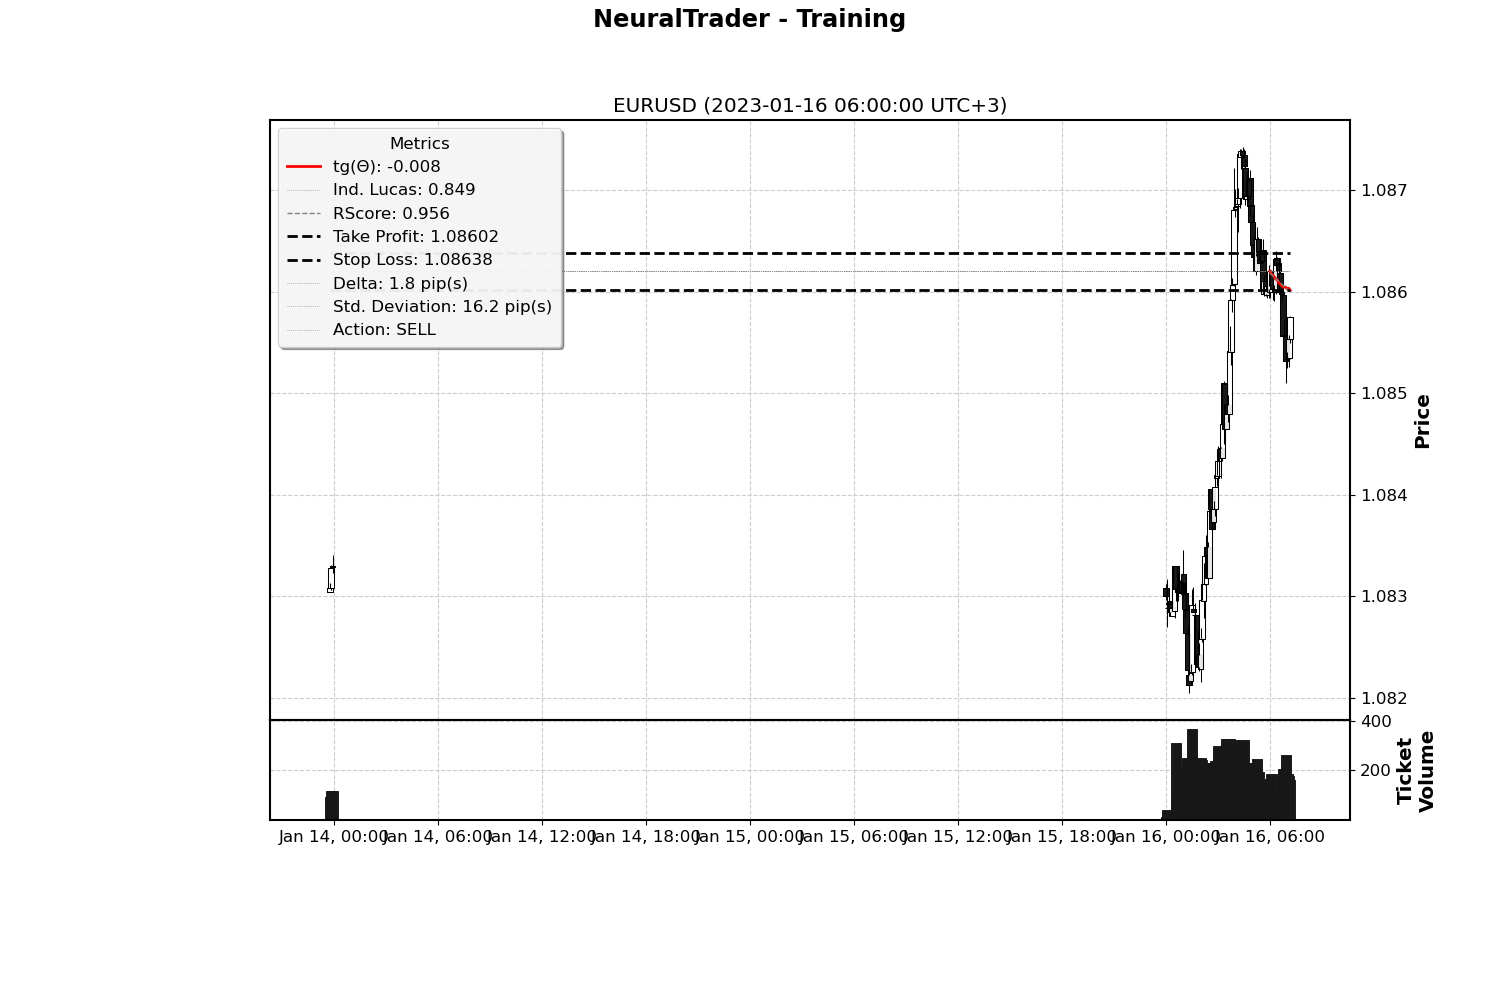 NeuralTrader - Training
EURUSD (2023-01-16 06:00:00 UTC+3)
Metrics
tg(Θ): -0.008
Ind. Lucas: 0.849
RScore: 0.956
Take Profit: 1.08602
Stop Loss: 1.08638
Delta: 1.8 pip(s)
Std. Deviation: 16.2 pip(s)
Action: SELL
1.087
1.086
1.085
1.084
1.083
1.082
Price
400
200
Ticket
Volume
Jan 14, 00:00
Jan 14, 06:00
Jan 14, 12:00
Jan 14, 18:00
Jan 15, 00:00
Jan 15, 06:00
Jan 15, 12:00
Jan 15, 18:00
Jan 16, 00:00
Jan 16, 06:00